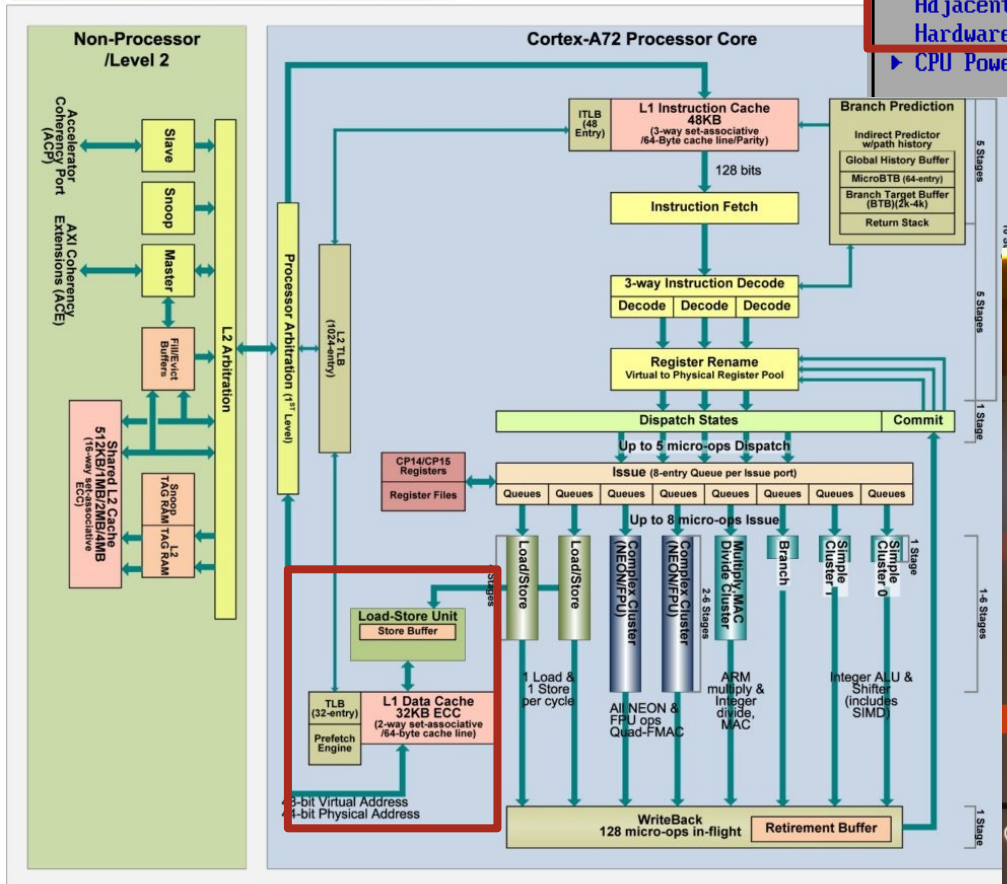 Non-Processor
/Level 2
Accelerator
Coherency Port
(ACP)
AXI Coherency
Extensions (ACE)
Slave
Snoop
Master
Fill/Evict
Buffers
Shared L2 Cache
512KB/1MB/2MB/4MB
(16-way set-associative
ECC)
Snoop
TAG RAM
L2
TAG RAM
L2 Arbitration
Cortex-A72 Processor Core
Processor Arbitration (1ST Level)
L2 TLB
(1024-entry)
ITLB
(48
Entry)
L1 Instruction Cache
48KB
(3-way set-associative
/64-Byte cache line/Parity)
128 bits
Instruction Fetch
Branch Prediction
Indirect Predictor
w/path history
Global History Buffer
MicroBTB (64-entry)
Branch Target Buffer
(BTB)(2k-4k)
Return Stack
5 Stages
3-way Instruction Decode
Decode Decode Decode
5 Stages
Register Rename
Virtual to Physical Register Pool
Dispatch States
Commit
1 Stage
Up to 5 micro-ops Dispatch
CP14/CP15
Registers
Register Files
Issue (8-entry Queue per Issue port)
Queues Queues Queues Queues Queues Queues Queues Queues
Up to 8 micro-ops Issue
Stages
Load/Store
Load/Store
Complex Cluster
(NEON/FPU)
Complex Cluster
(NEON/FPU)
2-6 Stages
Multiply,MAC
Divide Cluster
Branch
Simple
Cluster 1
Simple
Cluster 0
1 Stage
1-6 Stages
Load-Store Unit
Store Buffer
TLB
(32-entry)
Prefetch
Engine
L1 Data Cache
32KB ECC
(2-way set-associative
/64-byte cache line)
-bit Virtual Address
-bit Physical Address
1 Load &
1 Store
per cycle
All NEON &
FPU ops
Quad-FMAC
ARM
multiply &
Integer
divide,
MAC
Integer ALU &
Shifter
(includes
SIMD)
WriteBack
128 micro-ops in-flight
Retirement Buffer
1 Stage
Adjacent
Hardware
CPU Powe